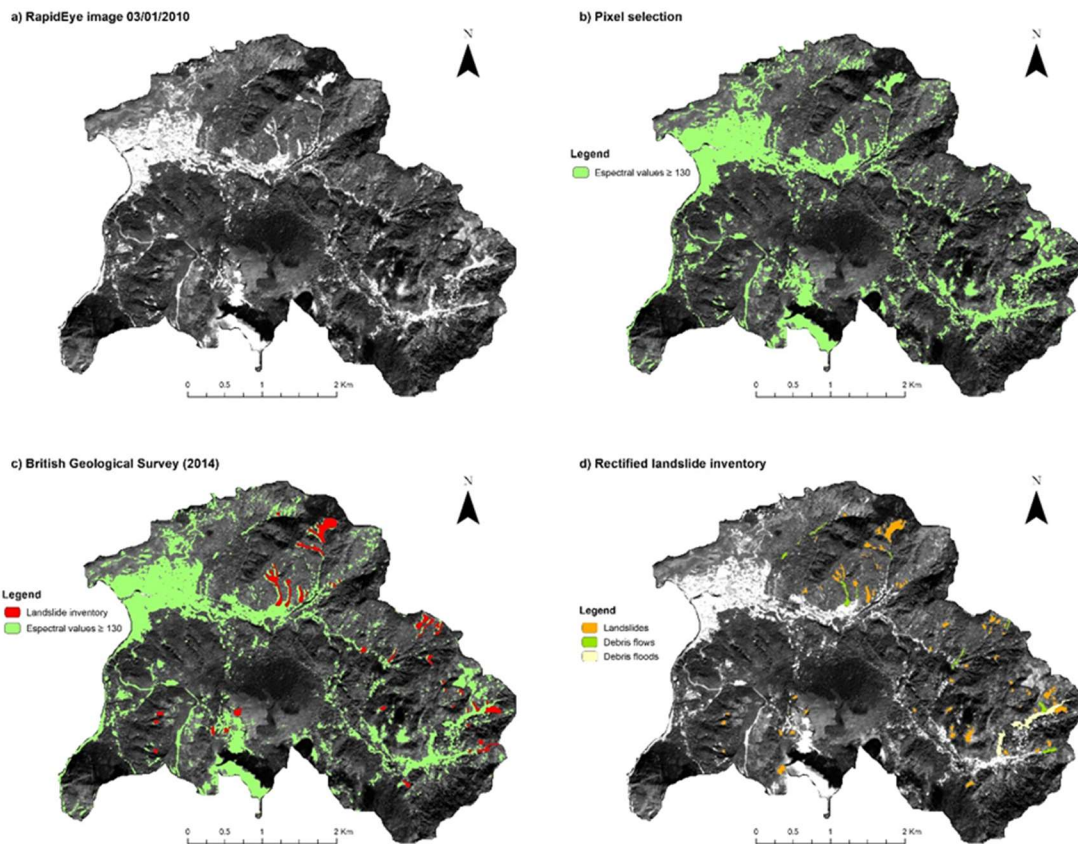 a) RapidEye image 03/01/2010
N
0 0.5 1 2 Km
b) Pixel selection
N
Legend
Espectral values ≥ 130
0 0.5 1 2 Km
c) British Geological Survey (2014)
N
Legend
Landslide inventory
Espectral values ≥ 130
0 0.5 1 2 Km
d) Rectified landslide inventory
N
Legend
Landslides
Debris flows
Debris floods
0 0.5 1 2 Km